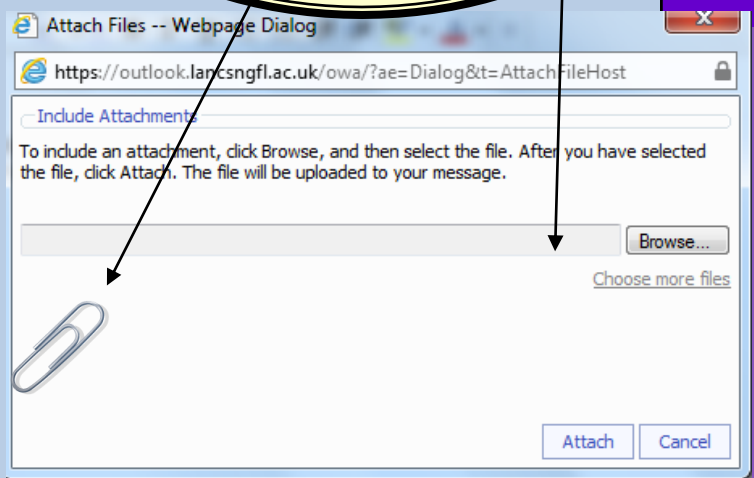 Attach Files -- Webpage Dialog
https://outlook.lancsngfl.ac.uk/owa/?ae=Dialog&t=AttachFileHost
Include Attachments
To include an attachment, click Browse, and then select the file. After you have selected
the file, click Attach. The file will be uploaded to your message.
Browse...
Choose more files
Attach
Cancel